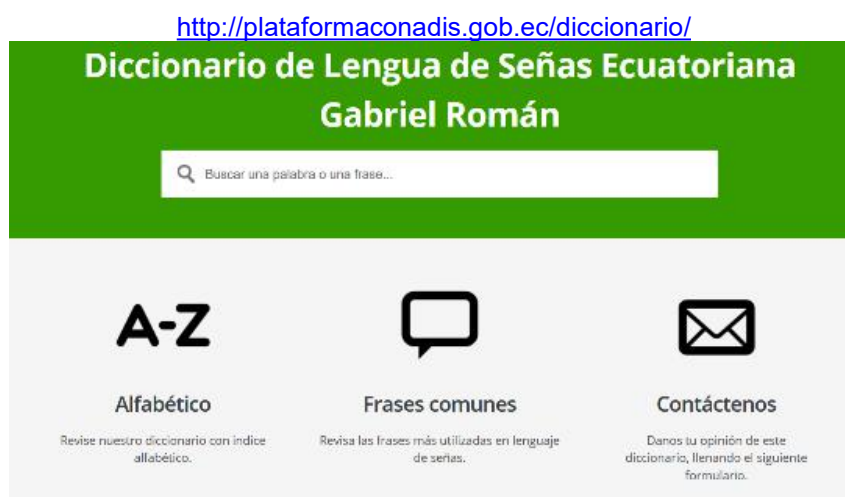 http://plataformaconadis.gob.ec/diccionario/
Diccionario de Lengua de Señas Ecuatoriana
Gabriel Román
Buscar una palabra o una frase...
A-Z
Alfabético
Revise nuestro diccionario con indice
alfabético.
Frases comunes
Revisa las frases más utilizadas en lenguaje
de señas.
Contáctenos
Danos tu opinión de este
diccionario, llenando el siguiente
formulario.